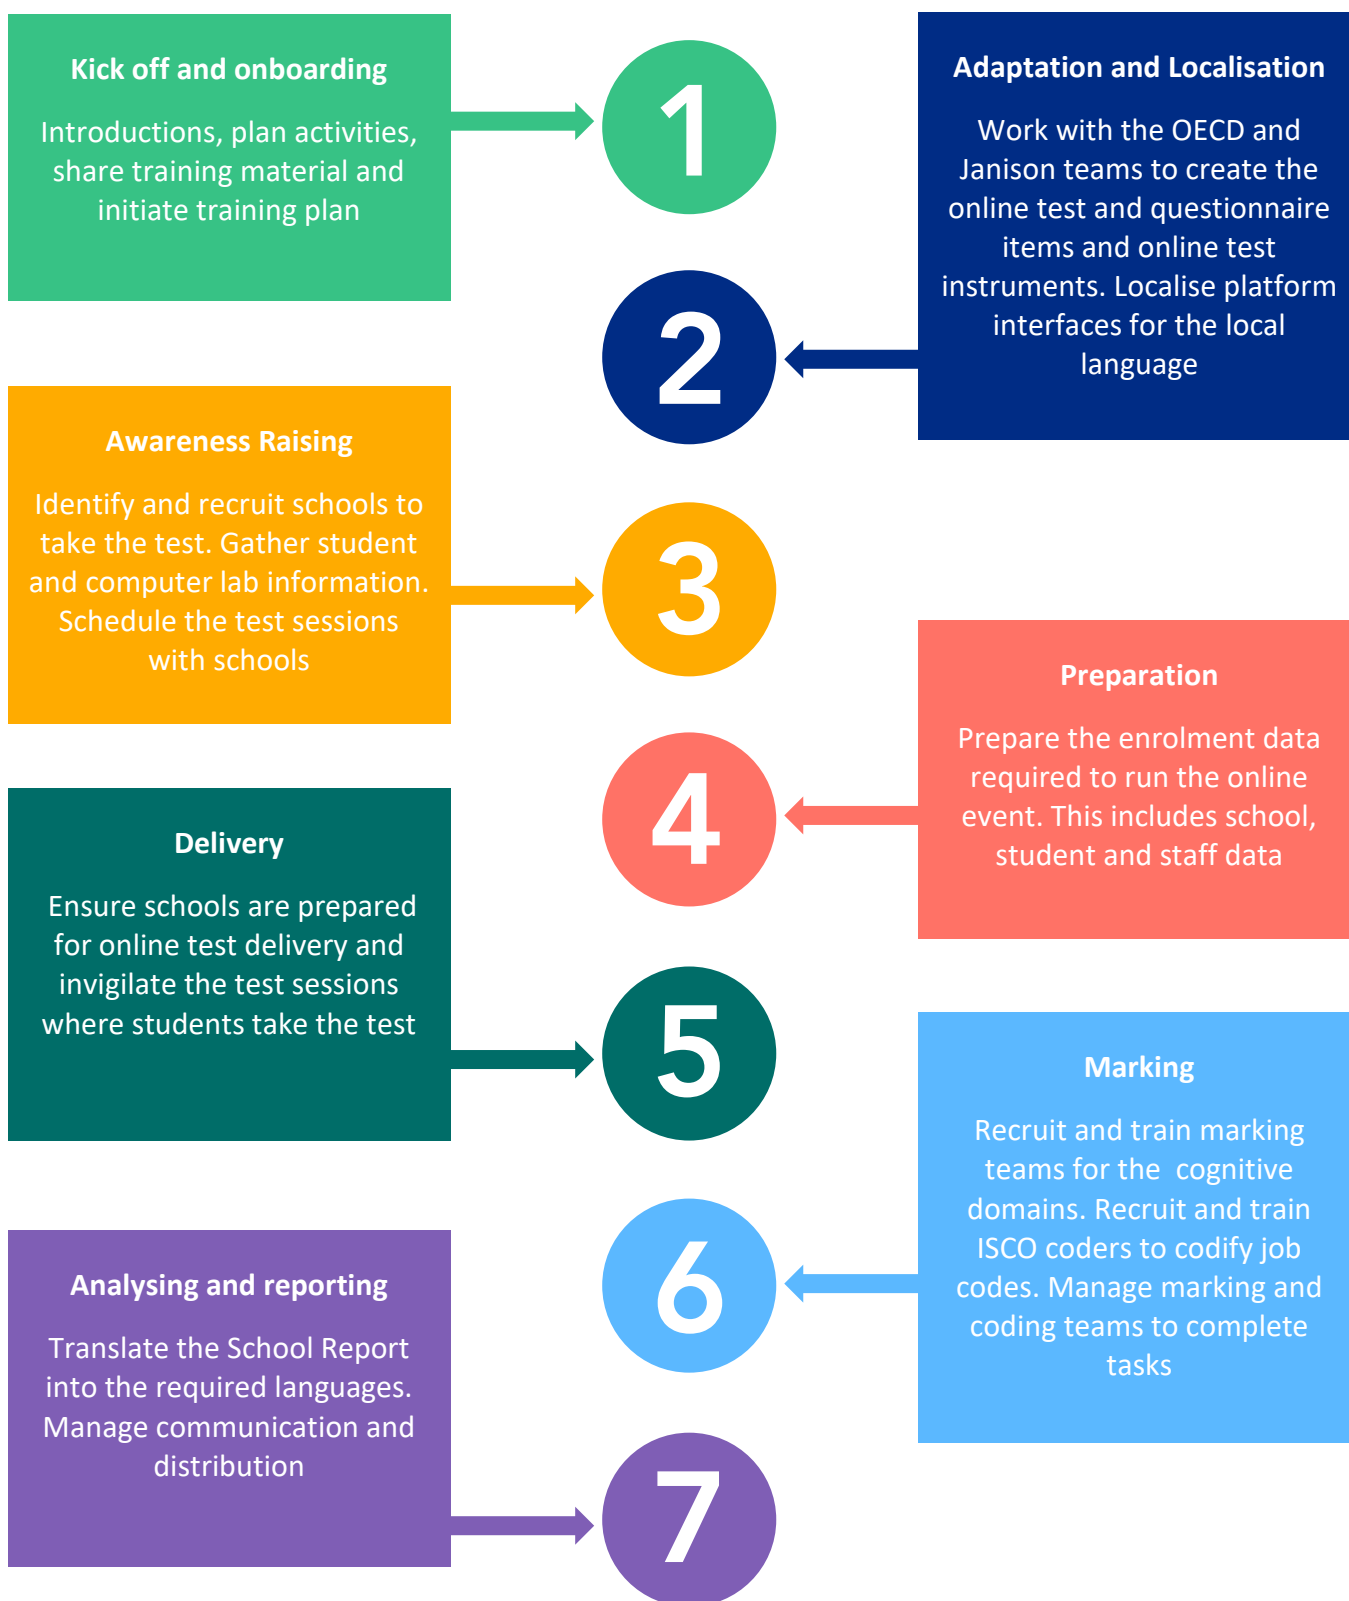 Kick off and onboarding
Introductions, plan activities,
share training material and
initiate training plan
1
Adaptation and Localisation
Work with the OECD and
Janison teams to create the
online test and questionnaire
items and online test
instruments. Localise platform
interfaces for the local
language
2
Awareness Raising
Identify and recruit schools to
take the test. Gather student
and computer lab information.
Schedule the test sessions
with schools
3
Preparation
Prepare the enrolment data
required to run the online
event. This includes school,
student and staff data
4
Delivery
Ensure schools are prepared
for online test delivery and
invigilate the test sessions
where students take the test
5
Marking
Recruit and train marking
teams for the  cognitive
domains. Recruit and train
ISCO coders to codify job
codes. Manage marking and
coding teams to complete
tasks
6
Analysing and reporting
Translate the School Report
into the required languages.
Manage communication and
distribution
7